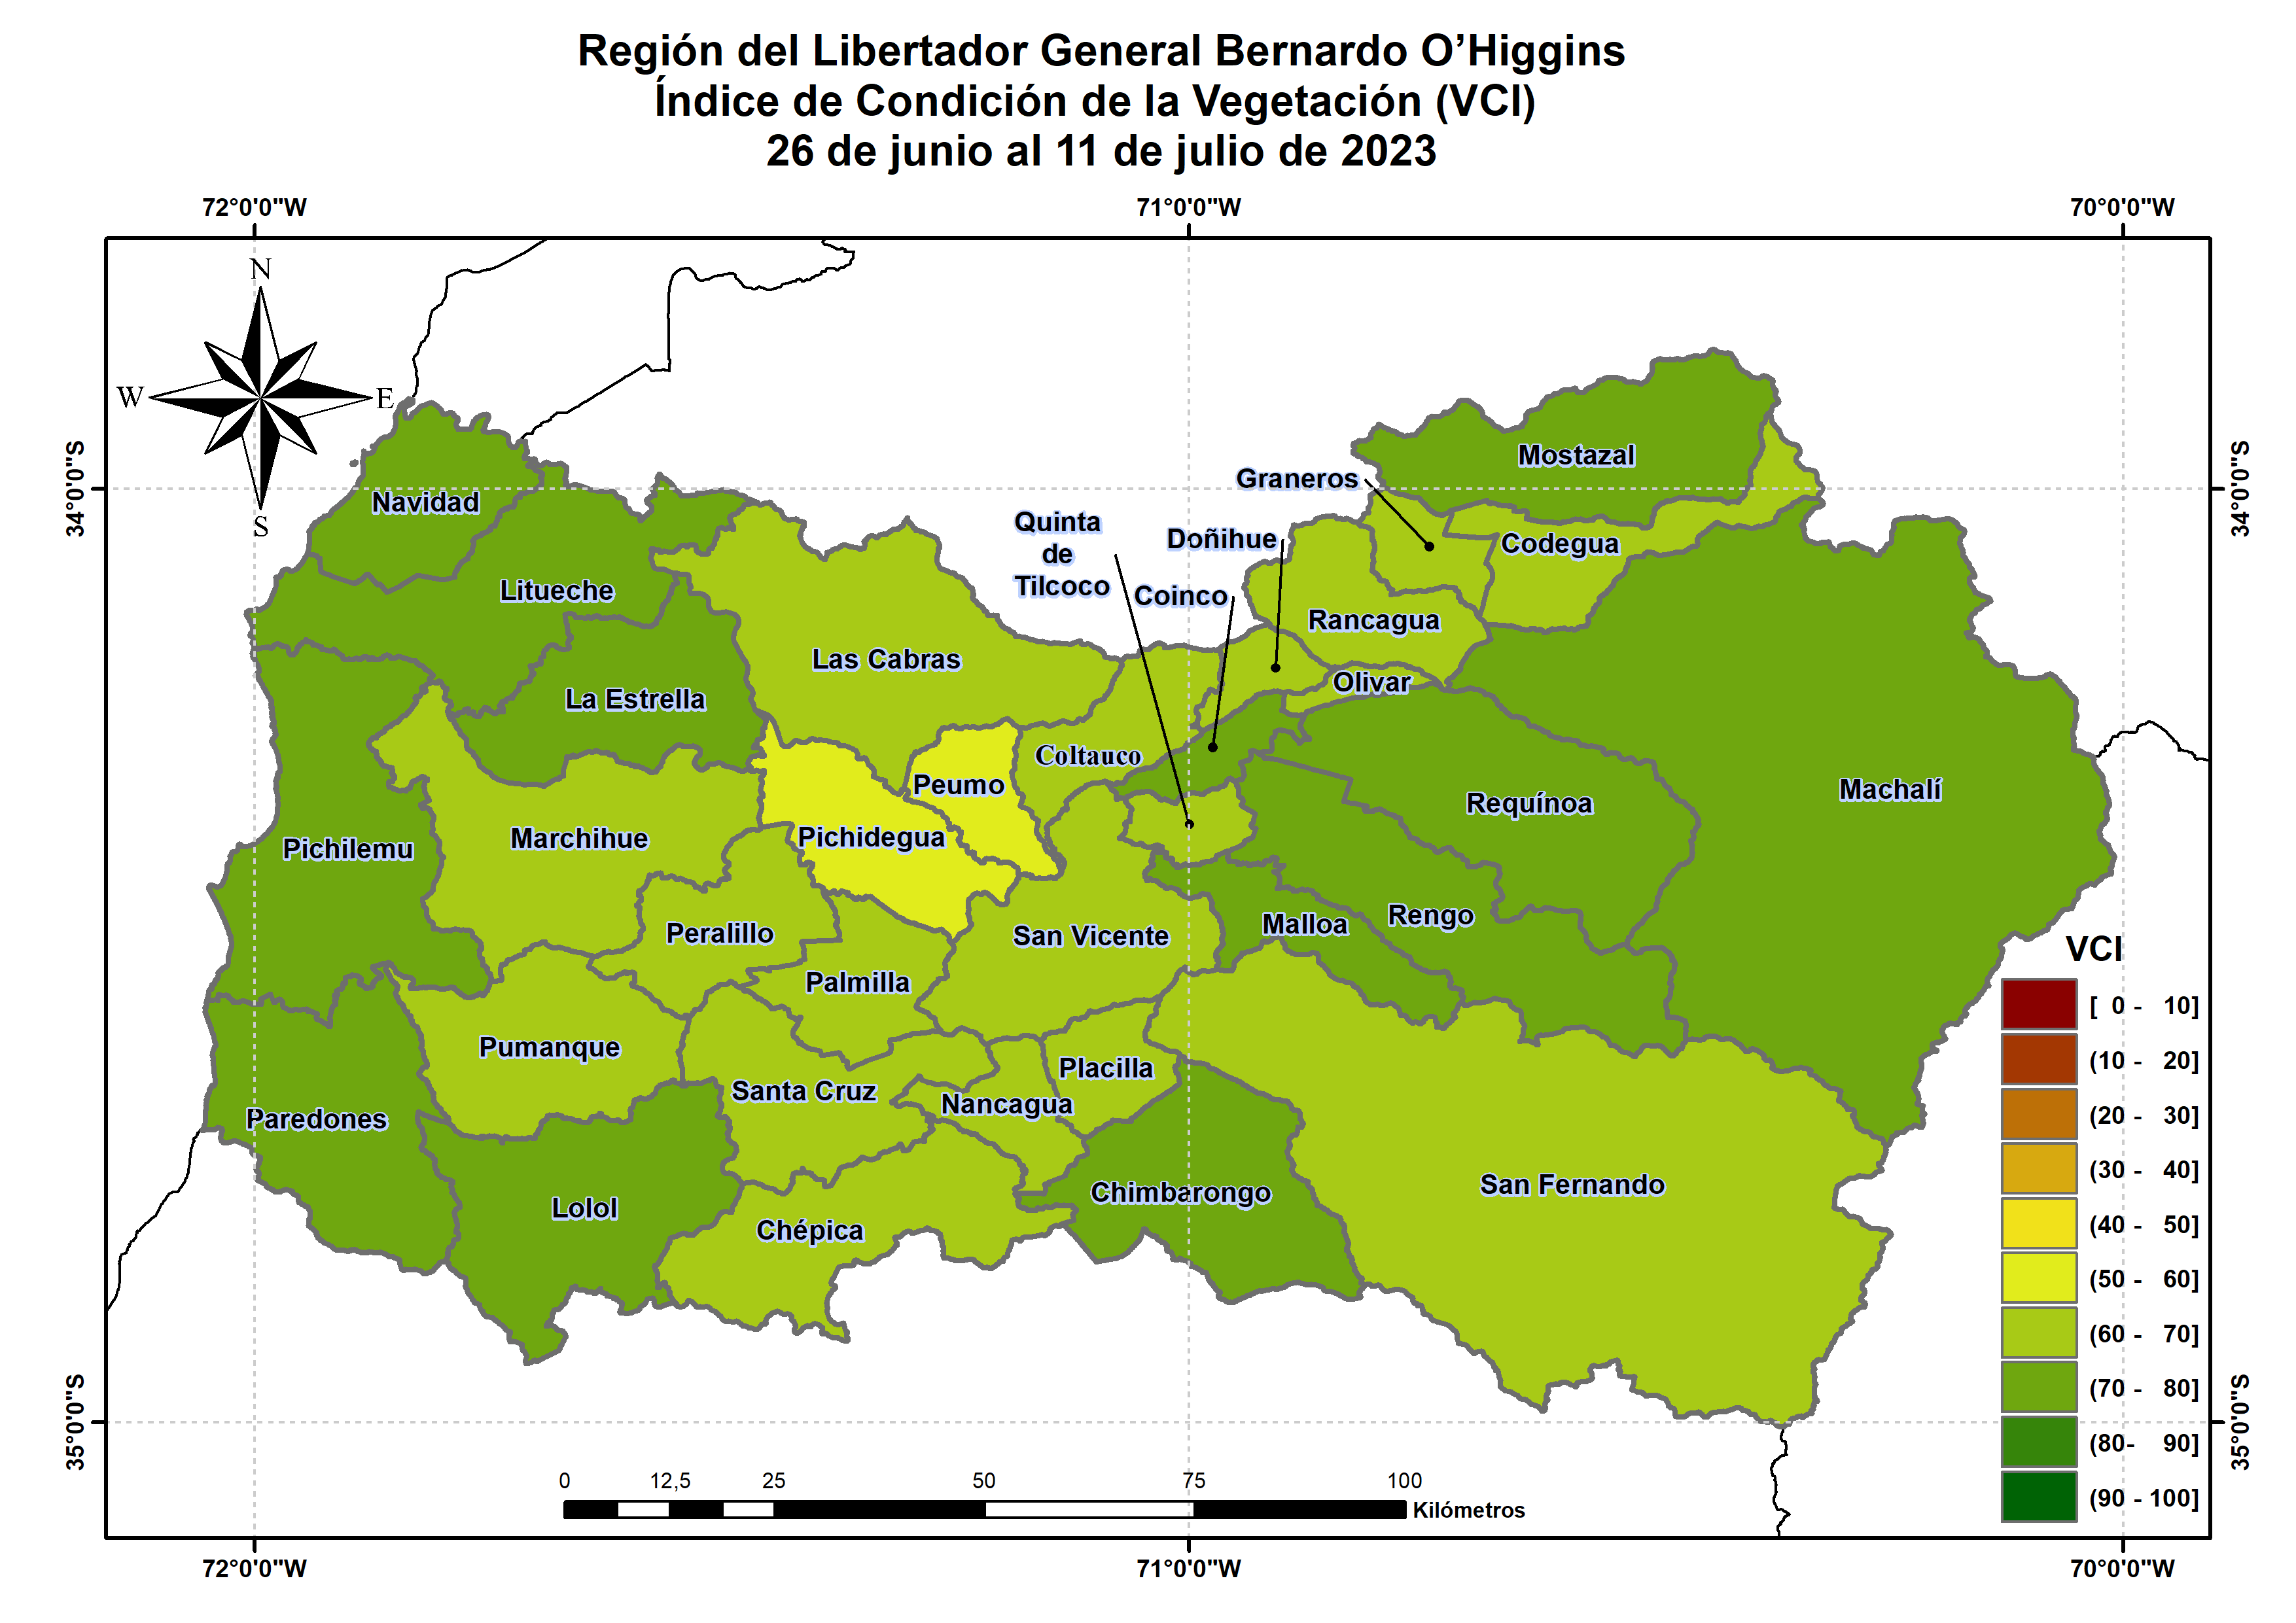 Región del Libertador General Bernardo O’Higgins
Índice de Condición de la Vegetación (VCI)
26 de junio al 11 de julio de 2023
72°0'0"W
71°0'0"W
70°0'0"W
N
W
E
S
34°0'0"S
34°0'0"S
Mostazal
Graneros
Navidad
Quinta
de
Tilcoco
Doñihue
Codegua
Litueche
Coinco
Rancagua
Las Cabras
Olivar
La Estrella
Coltauco
Peumo
Machalí
Requínoa
Marchihue
Pichidegua
Pichilemu
Rengo
Malloa
Peralillo
San Vicente
Palmilla
Pumanque
Placilla
Santa Cruz
Nancagua
Paredones
San Fernando
Chimbarongo
Lolol
Chépica
VCI
[ 0 - 10]
(10 - 20]
(20 - 30]
(30 - 40]
(40 - 50]
(50 - 60]
(60 - 70]
(70 - 80]
(80- 90]
(90 - 100]
35°0'0"S
35°0'0"S
0 12,5 25 50 75 100
Kilómetros
72°0'0"W
71°0'0"W
70°0'0"W